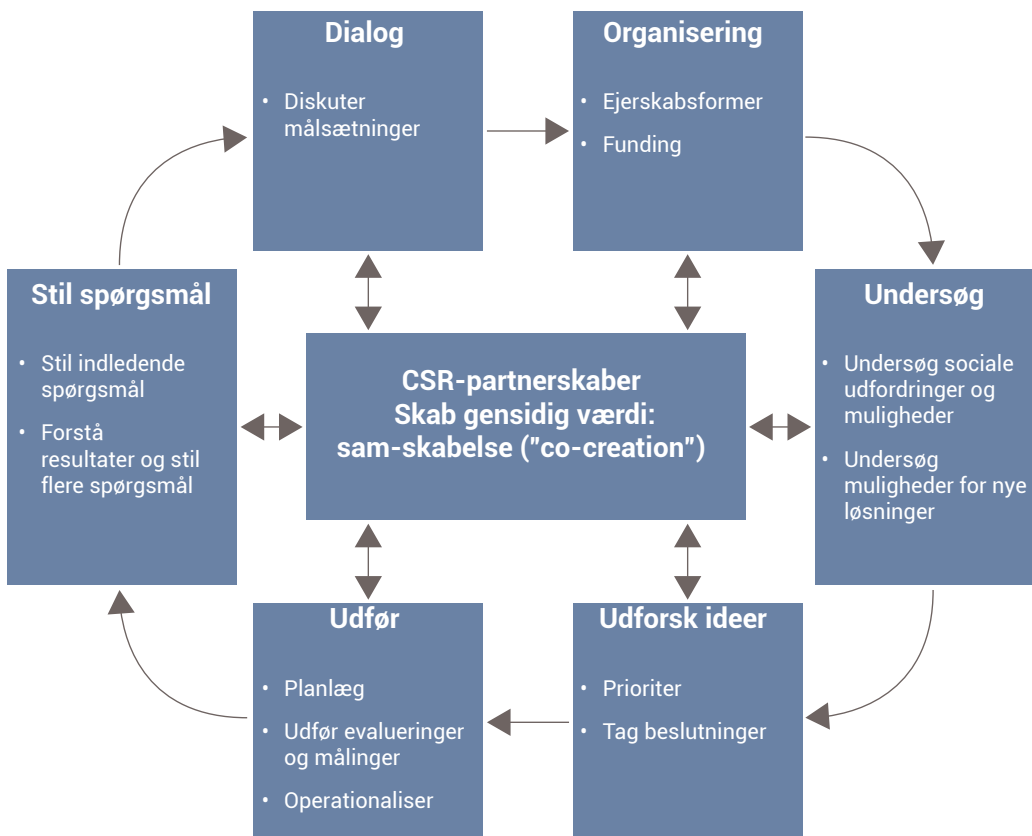 Dialog
• Diskuter
målsætninger
Organisering
• Ejerskabsformer
• Funding
Stil spørgsmål
• Stil indledende
spørgsmål
• Forstå
resultater og stil
flere spørgsmål
CSR-partnerskaber
Skab gensidig værdi:
sam-skabelse ("co-creation")
Undersøg
• Undersøg sociale
udfordringer og
muligheder
• Undersøg
muligheder for nye
løsninger
Udfør
• Planlæg
• Udfør evalueringer
og målinger
• Operationaliser
Udforsk ideer
• Prioriter
• Tag beslutninger